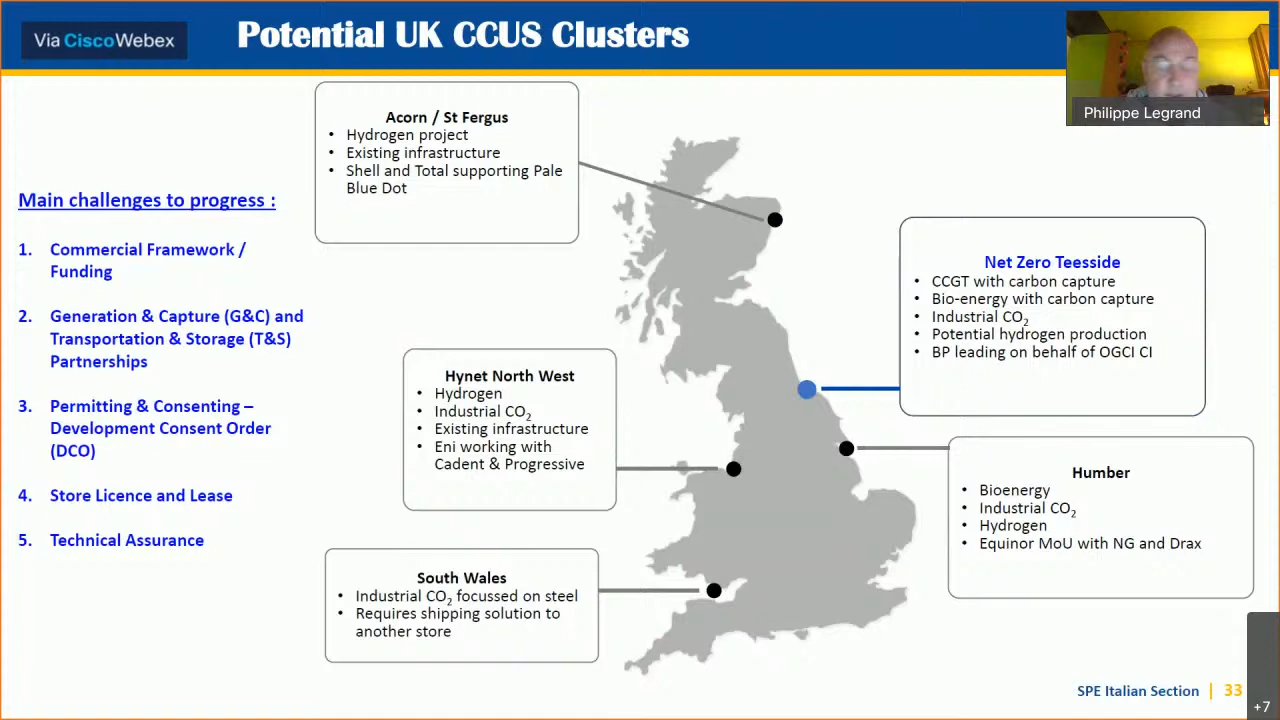 Via CiscoWebex
Potential UK CCUS Clusters
Philippe Legrand
Main challenges to progress :
1. Commercial Framework /
Funding
2. Generation & Capture (G&C) and
Transportation & Storage (T&S)
Partnerships
3. Permitting & Consenting –
Development Consent Order
(DCO)
4. Store Licence and Lease
5. Technical Assurance
Acorn / St Fergus
• Hydrogen project
• Existing infrastructure
• Shell and Total supporting Pale
Blue Dot
Net Zero Teesside
• CCGT with carbon capture
• Bio-energy with carbon capture
• Industrial CO₂
• Potential hydrogen production
• BP leading on behalf of OGCI CI
Hynet North West
• Hydrogen
• Industrial CO₂
• Existing infrastructure
• Eni working with
Cadent & Progressive
Humber
• Bioenergy
• Industrial CO₂
• Hydrogen
• Equinor MoU with NG and Drax
South Wales
• Industrial CO₂ focussed on steel
• Requires shipping solution to
another store
SPE Italian Section | 33
+7